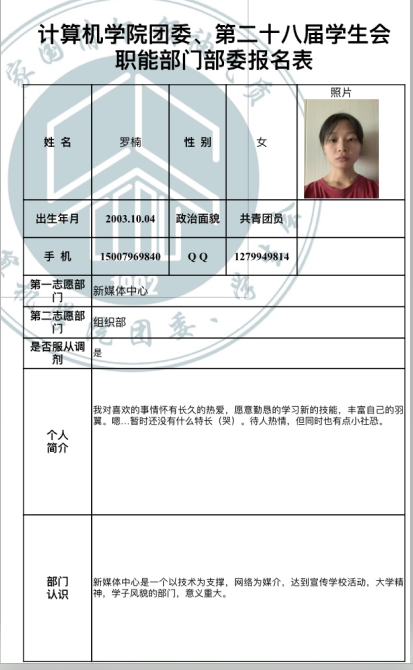 计算机学院团委、第二十八届学生会
职能部门部委报名表
照片
姓 名
罗楠
性 别
女
出生年月
2003.10.04
政治面貌
共青团员
手 机
15007969840
Q Q
1279949814
第一志愿部
门
新媒体中心
第二志愿部
门
组织部
是否服从调
剂
是
个人
简介
我对喜欢的事情怀有长久的热爱，愿意勤恳的学习新的技能，丰富自己的羽
翼。嗯…暂时还没有什么特长（哭）。待人热情，但同时也有点小社恐。
部门
认识
新媒体中心是一个以技术为支撑，网络为媒介，达到宣传学校活动，大学精
神，学子风貌的部门，意义重大。